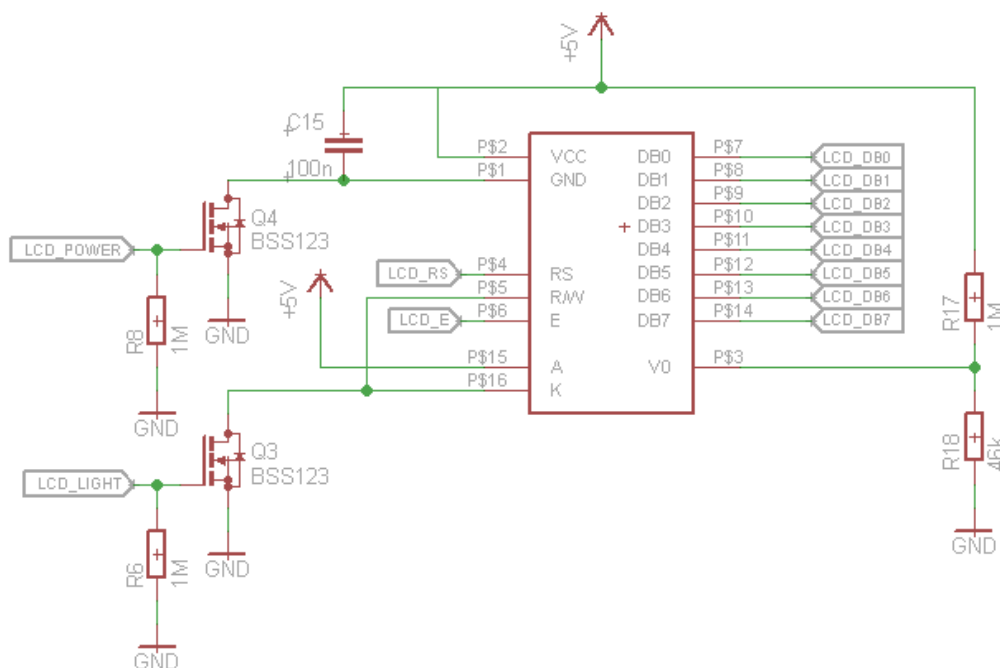 +5V
C15
100n
P$2 VCC DB0 P$7 LCD_DB0
P$1 GND DB1 P$8 LCD_DB1
DB2 P$9 LCD_DB2
DB3 P$10 LCD_DB3
DB4 P$11 LCD_DB4
LCD_RS P$4 RS DB5 P$12 LCD_DB5
P$5 R/W DB6 P$13 LCD_DB6
LCD_E P$6 E DB7 P$14 LCD_DB7
P$15 A V0 P$3
P$16 K
Q4
BSS123
LCD_POWER
+5V
R8
1M
GND
GND
R17
1M
Q3
BSS123
LCD_LIGHT
R6
1M
GND
GND
R18
46k
GND